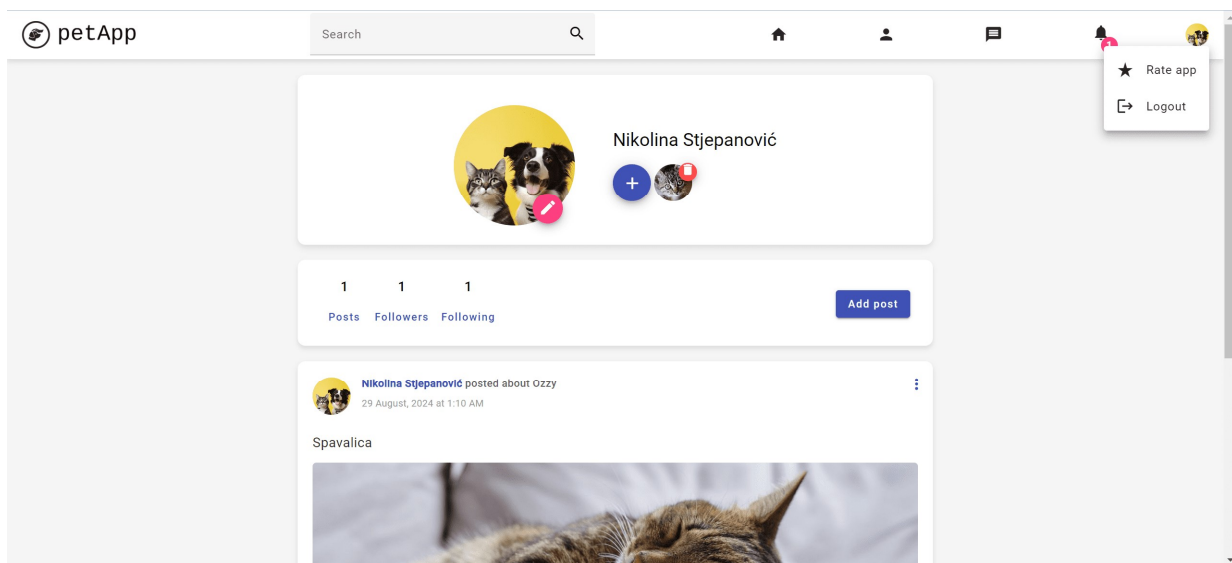 petApp
Search
1
Rate app
Logout
Nikolina Stjepanović
1 1 1
Posts Followers Following
Add post
Nikolina Stjepanović posted about Ozzy
29 August, 2024 at 1:10 AM
Spavalica